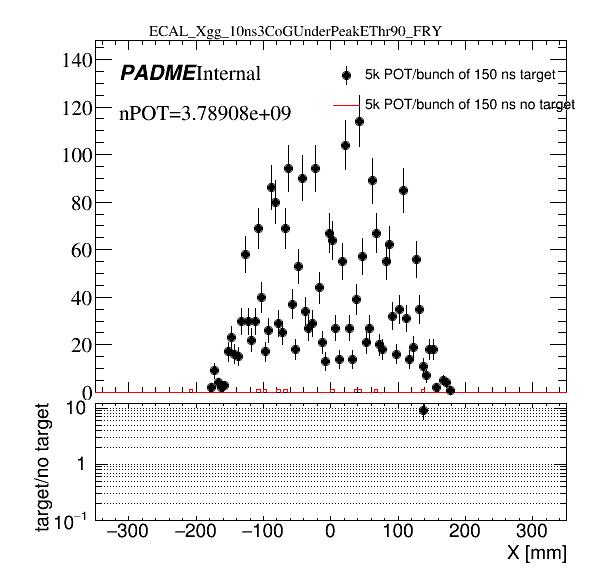 ECAL_Xgg_10ns3CoGUnderPeakEThr90_FRY
PADME Internal
nPOT=3.78908e+09
5k POT/bunch of 150 ns target
5k POT/bunch of 150 ns no target
140
120
100
80
60
40
20
0
target/no target
10
1
10⁻¹
−300 −200 −100 0 100 200 300
X [mm]